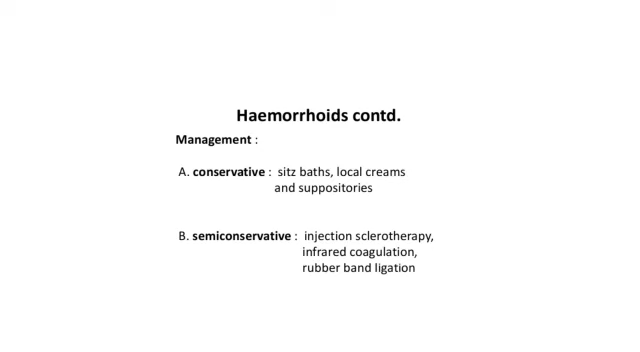 Haemorrhoids contd.
Management :
A. conservative : sitz baths, local creams
and suppositories
B. semiconservative : injection sclerotherapy,
infrared coagulation,
rubber band ligation